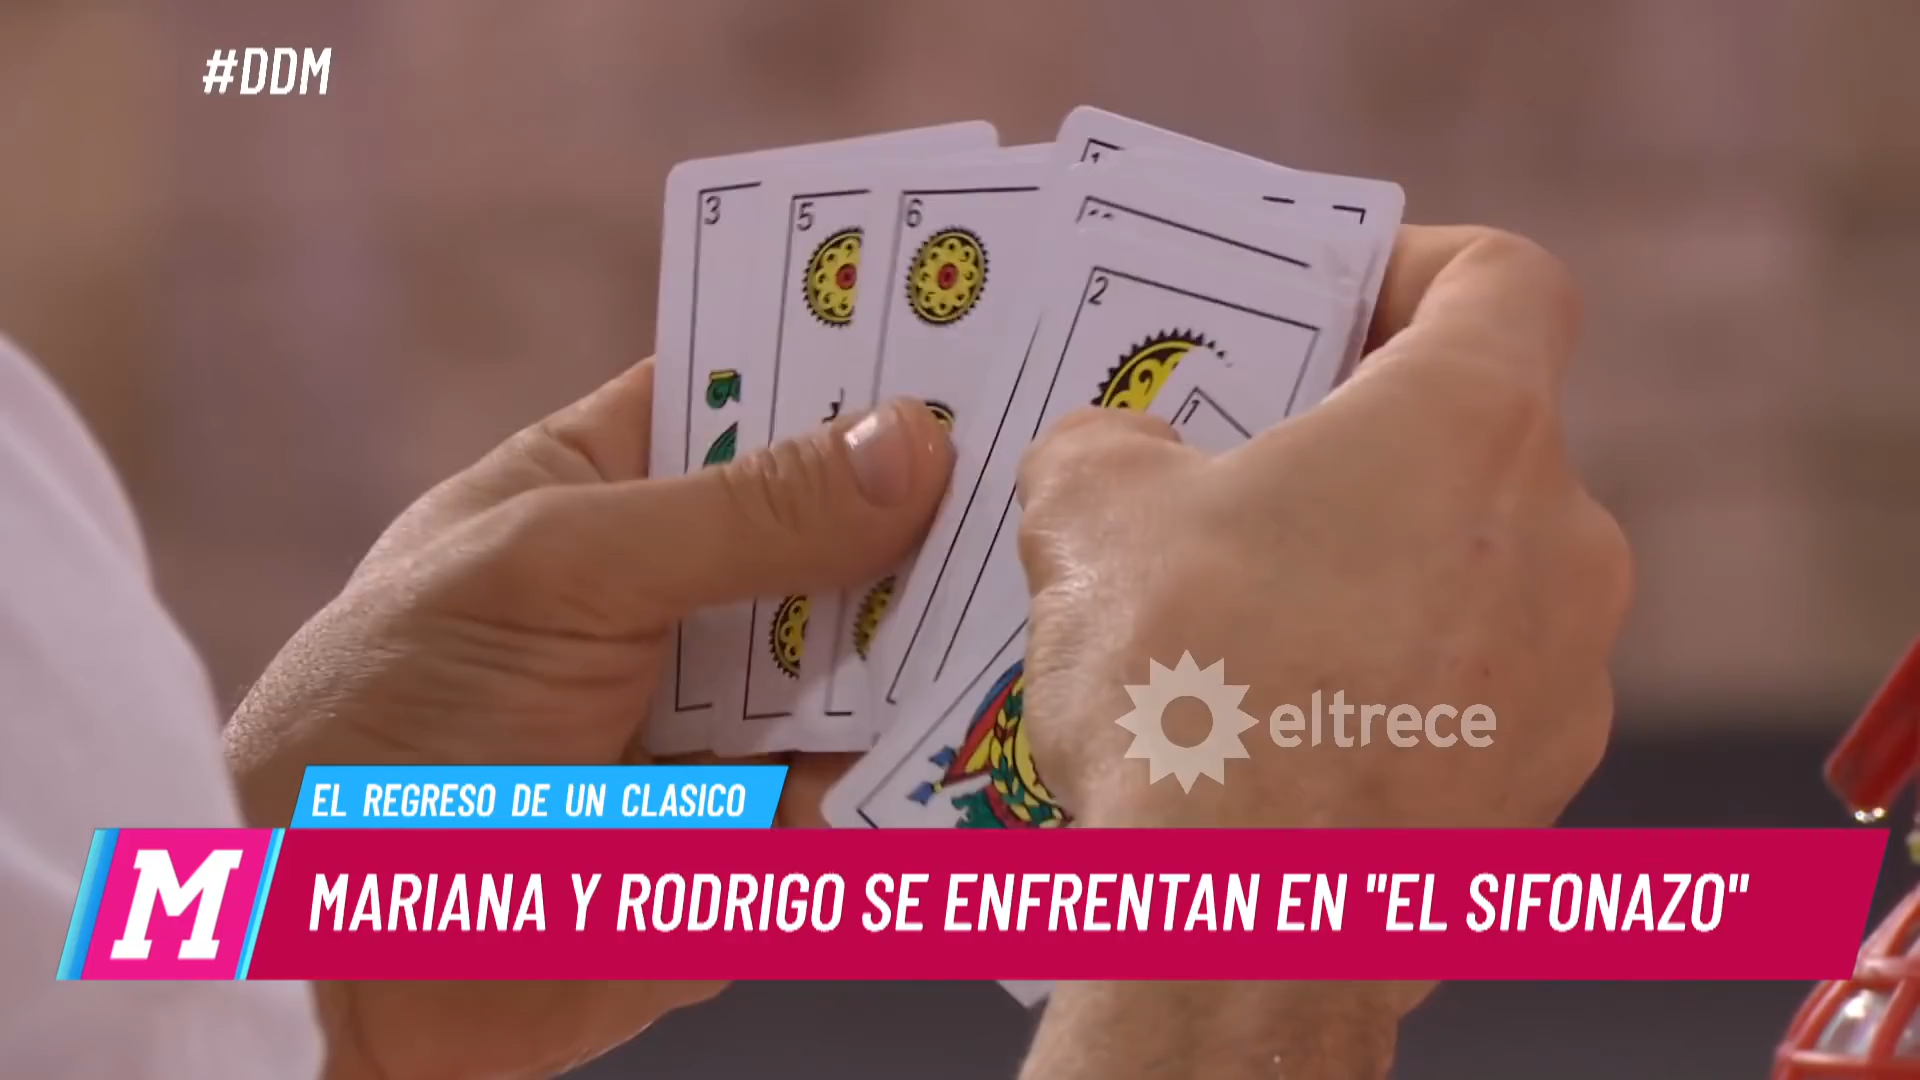 #DDM
3
5
6
1
2
1
eltrece
EL REGRESO DE UN CLASICO
M
MARIANA Y RODRIGO SE ENFRENTAN EN "EL SIFONAZO"